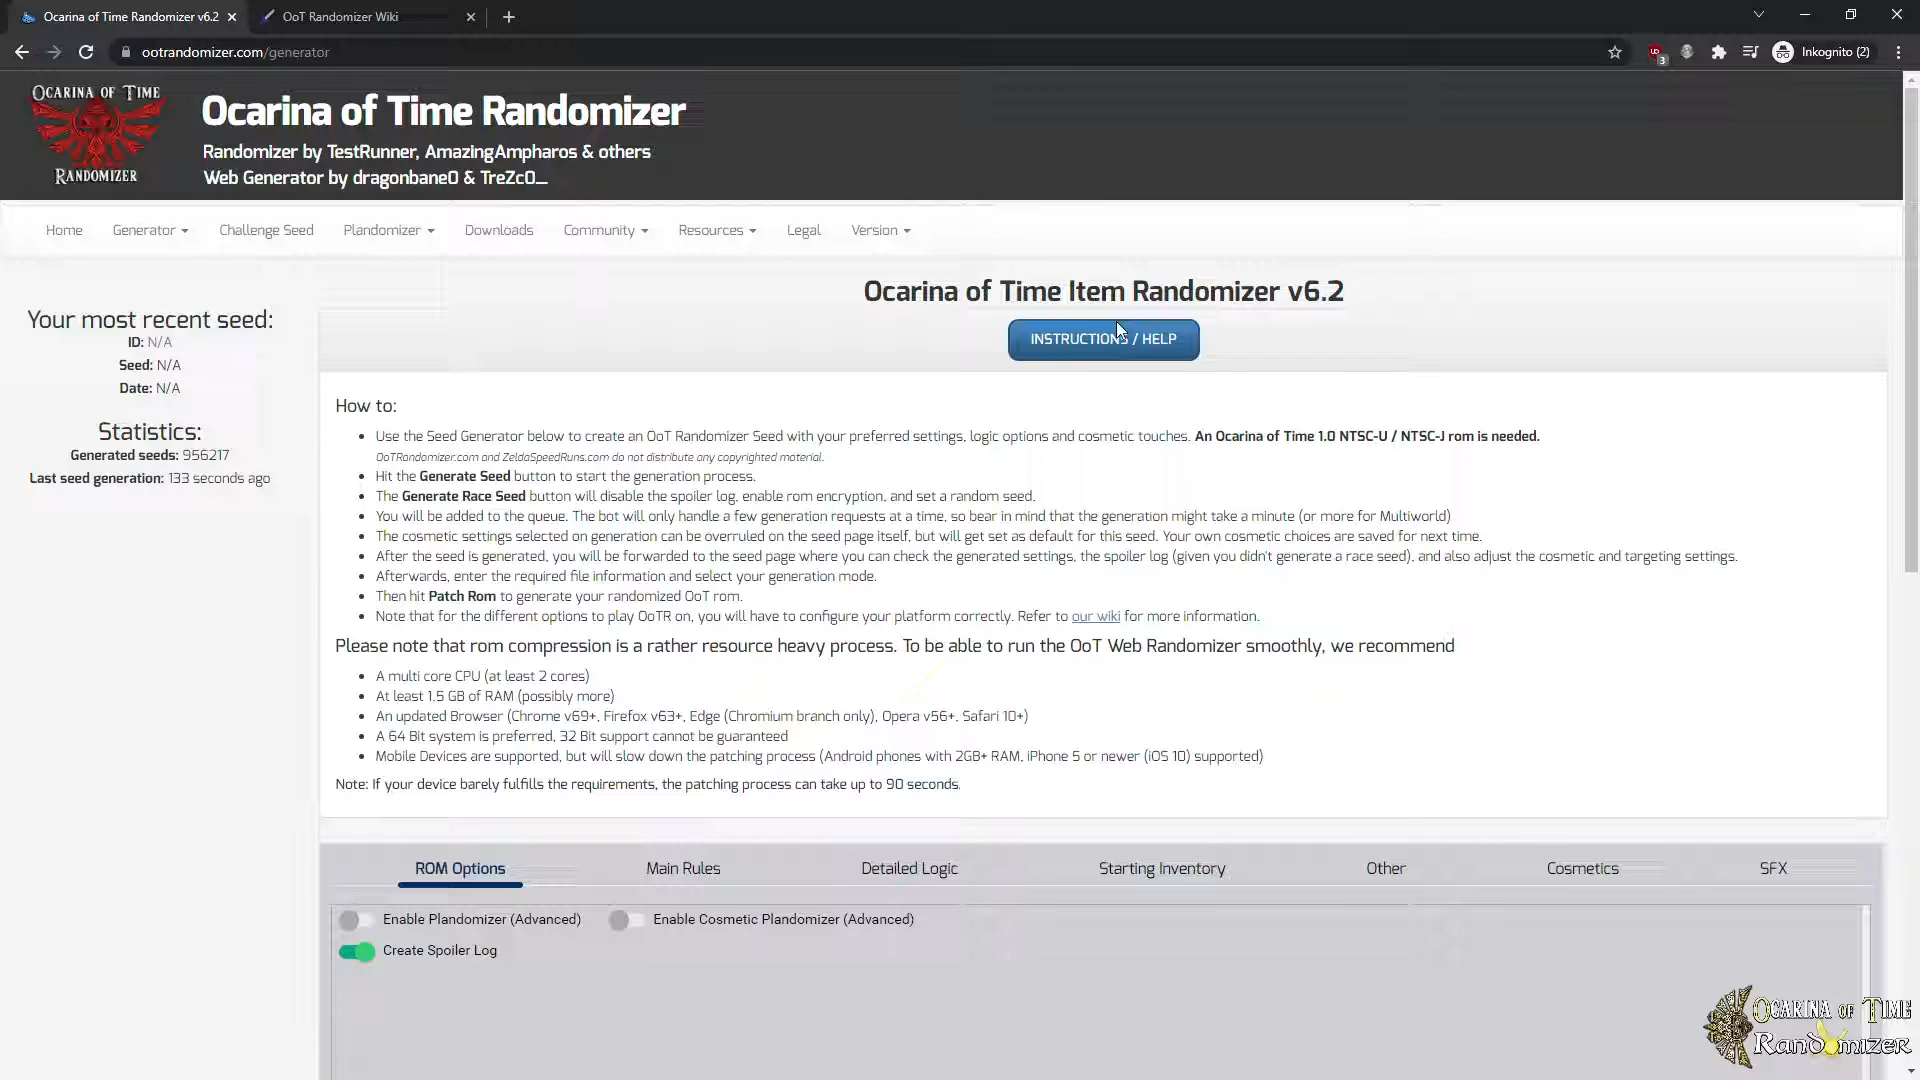 Ocarina of Time Randomizer v6.2
OoT Randomizer Wiki
ootrandomizer.com/generator
3
Inkognito (2)
OCARINA OF TIME
RANDOMIZER
Ocarina of Time Randomizer
Randomizer by TestRunner, AmazingAmpharos & others
Web Generator by dragonbane0 & TreZc0_
Home
Generator
Challenge Seed
Plandomizer
Downloads
Community
Resources
Legal
Version
Your most recent seed:
ID: N/A
Seed: N/A
Date: N/A
Statistics:
Generated seeds: 956217
Last seed generation: 133 seconds ago
Ocarina of Time Item Randomizer v6.2
INSTRUCTIONS / HELP
How to:
Use the Seed Generator below to create an OoT Randomizer Seed with your preferred settings, logic options and cosmetic touches. An Ocarina of Time 1.0 NTSC-U / NTSC-J rom is needed.
OoTRandomizer.com and ZeldaSpeedRuns.com do not distribute any copyrighted material.
Hit the Generate Seed button to start the generation process.
The Generate Race Seed button will disable the spoiler log, enable rom encryption, and set a random seed.
You will be added to the queue. The bot will only handle a few generation requests at a time, so bear in mind that the generation might take a minute (or more for Multiworld)
The cosmetic settings selected on generation can be overruled on the seed page itself, but will get set as default for this seed. Your own cosmetic choices are saved for next time.
After the seed is generated, you will be forwarded to the seed page where you can check the generated settings, the spoiler log (given you didn't generate a race seed), and also adjust the cosmetic and targeting settings.
Afterwards, enter the required file information and select your generation mode.
Then hit Patch Rom to generate your randomized OoT rom.
Note that for the different options to play OoTR on, you will have to configure your platform correctly. Refer to our wiki for more information.
Please note that rom compression is a rather resource heavy process. To be able to run the OoT Web Randomizer smoothly, we recommend
A multi core CPU (at least 2 cores)
At least 1.5 GB of RAM (possibly more)
An updated Browser (Chrome v69+, Firefox v63+, Edge (Chromium branch only), Opera v56+, Safari 10+)
A 64 Bit system is preferred, 32 Bit support cannot be guaranteed
Mobile Devices are supported, but will slow down the patching process (Android phones with 2GB+ RAM, iPhone 5 or newer (iOS 10) supported)
Note: If your device barely fulfills the requirements, the patching process can take up to 90 seconds.
ROM Options
Main Rules
Detailed Logic
Starting Inventory
Other
Cosmetics
SFX
Enable Plandomizer (Advanced)
Enable Cosmetic Plandomizer (Advanced)
Create Spoiler Log
OCARINA OF TIME
RanDomizer